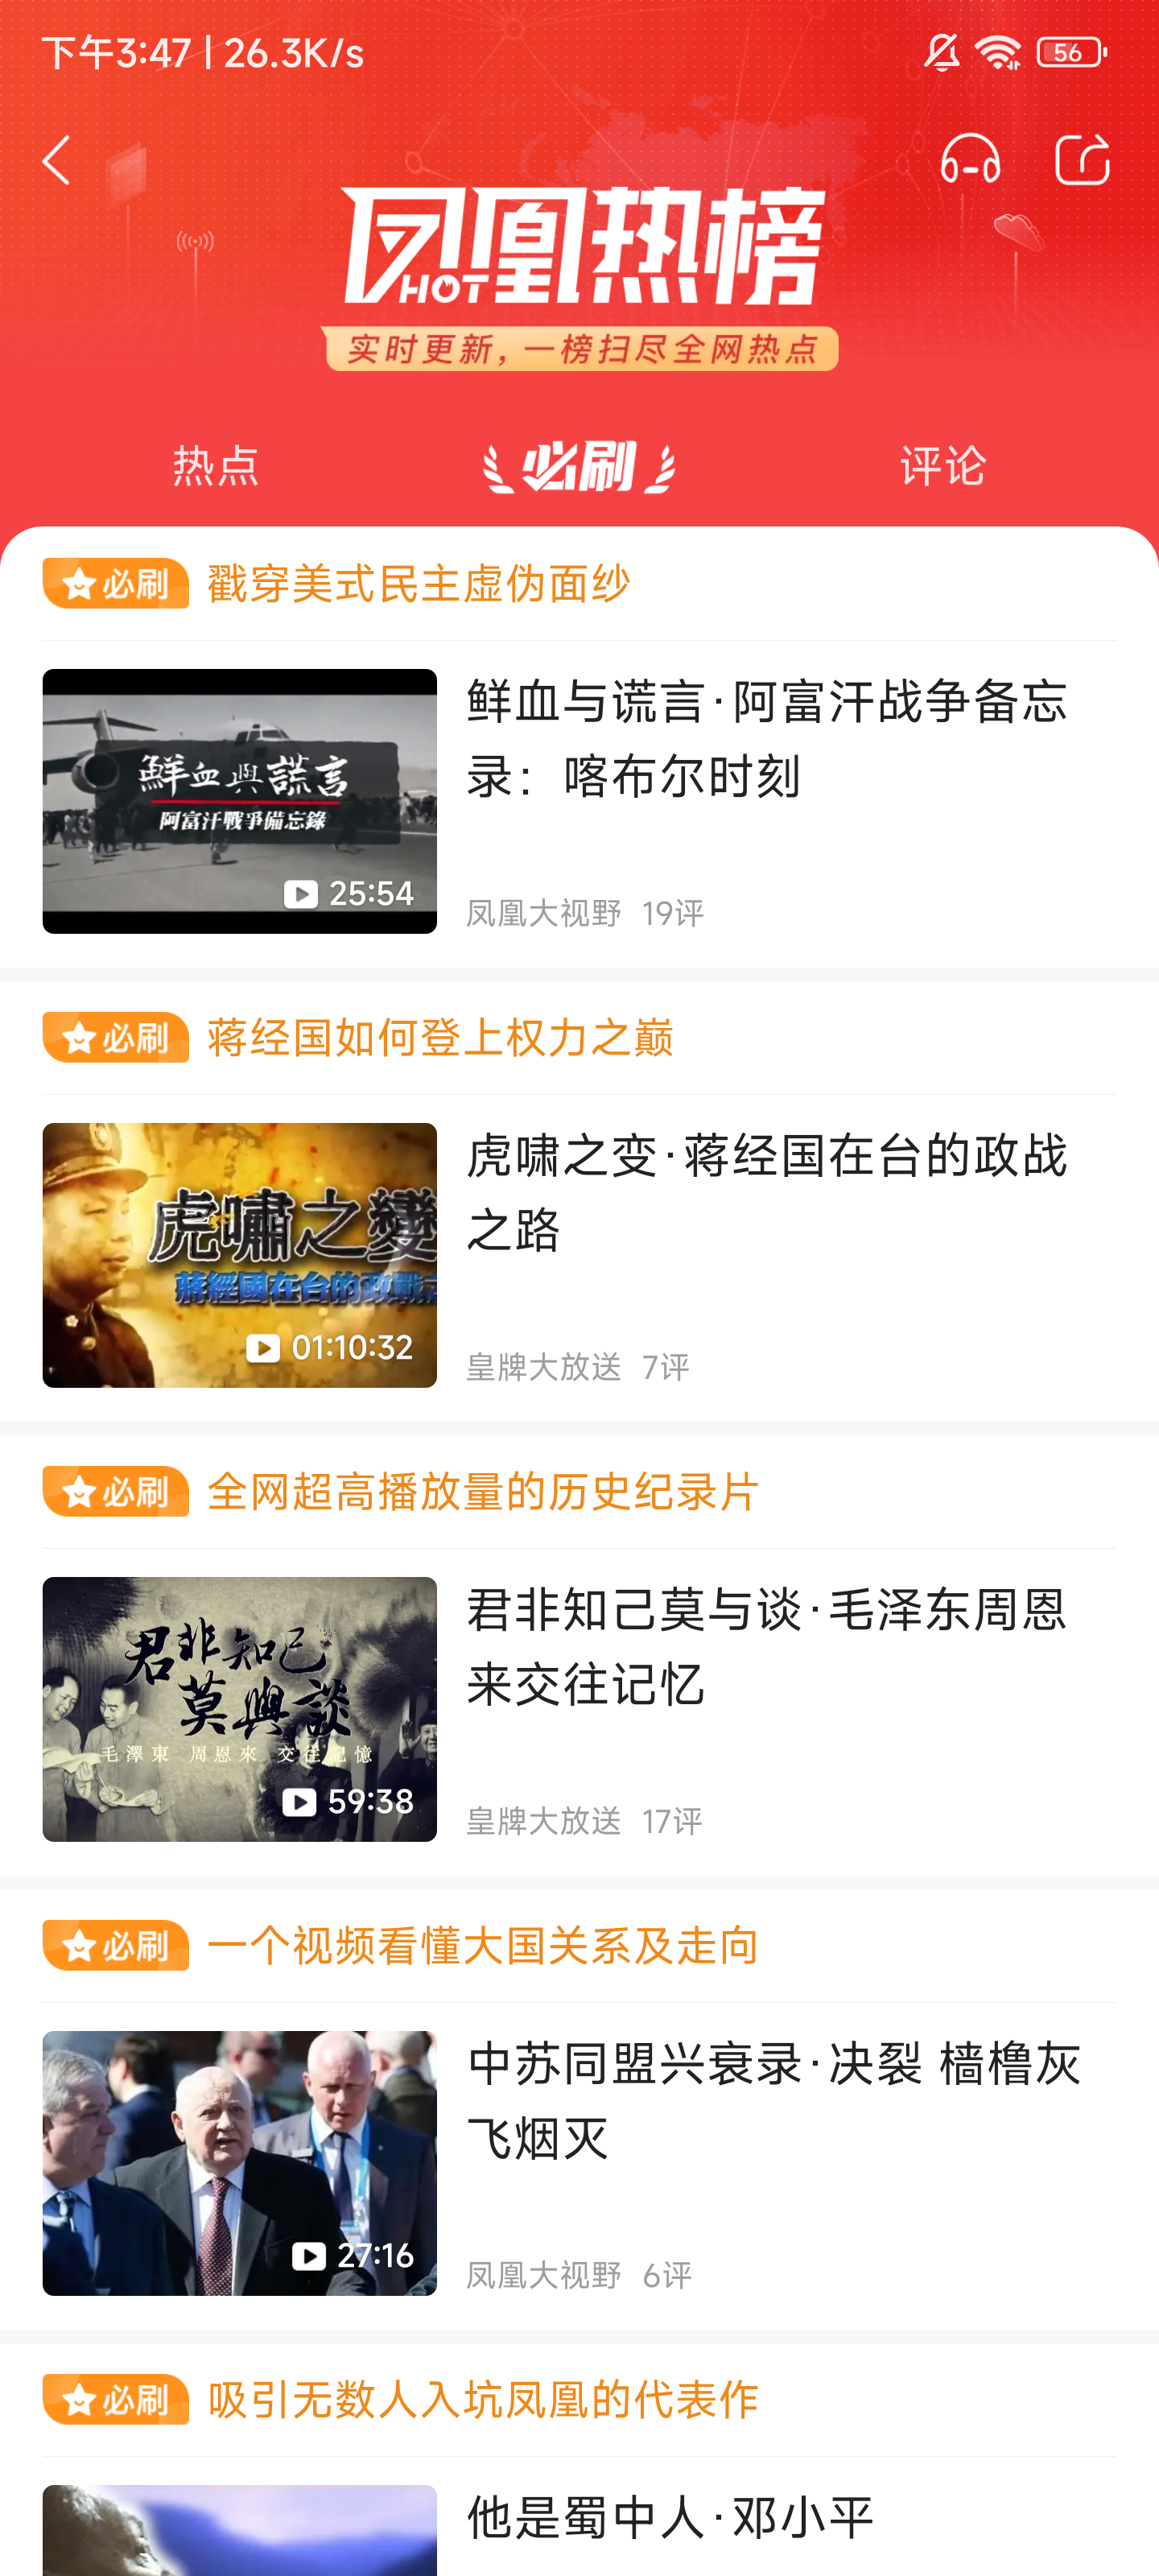 下午3:47 | 26.3K/s
56
凤凰热榜
HOT
实时更新，一榜扫尽全网热点
热点
必刷
评论
必刷 戳穿美式民主虚伪面纱
鲜血与谎言·阿富汗战争备忘
录：喀布尔时刻
鮮血與謊言
阿富汗戰爭備忘錄
25:54
凤凰大视野 19评
必刷 蒋经国如何登上权力之巅
虎啸之变·蒋经国在台的政战
之路
虎嘯之變
蔣經國在台的政戰之
01:10:32
皇牌大放送 7评
必刷 全网超高播放量的历史纪录片
君非知己莫与谈·毛泽东周恩
来交往记忆
君非知己
莫與談
毛澤東 周恩來 交往記憶
59:38
皇牌大放送 17评
必刷 一个视频看懂大国关系及走向
中苏同盟兴衰录·决裂 樯橹灰
飞烟灭
27:16
凤凰大视野 6评
必刷 吸引无数人入坑凤凰的代表作
他是蜀中人·邓小平